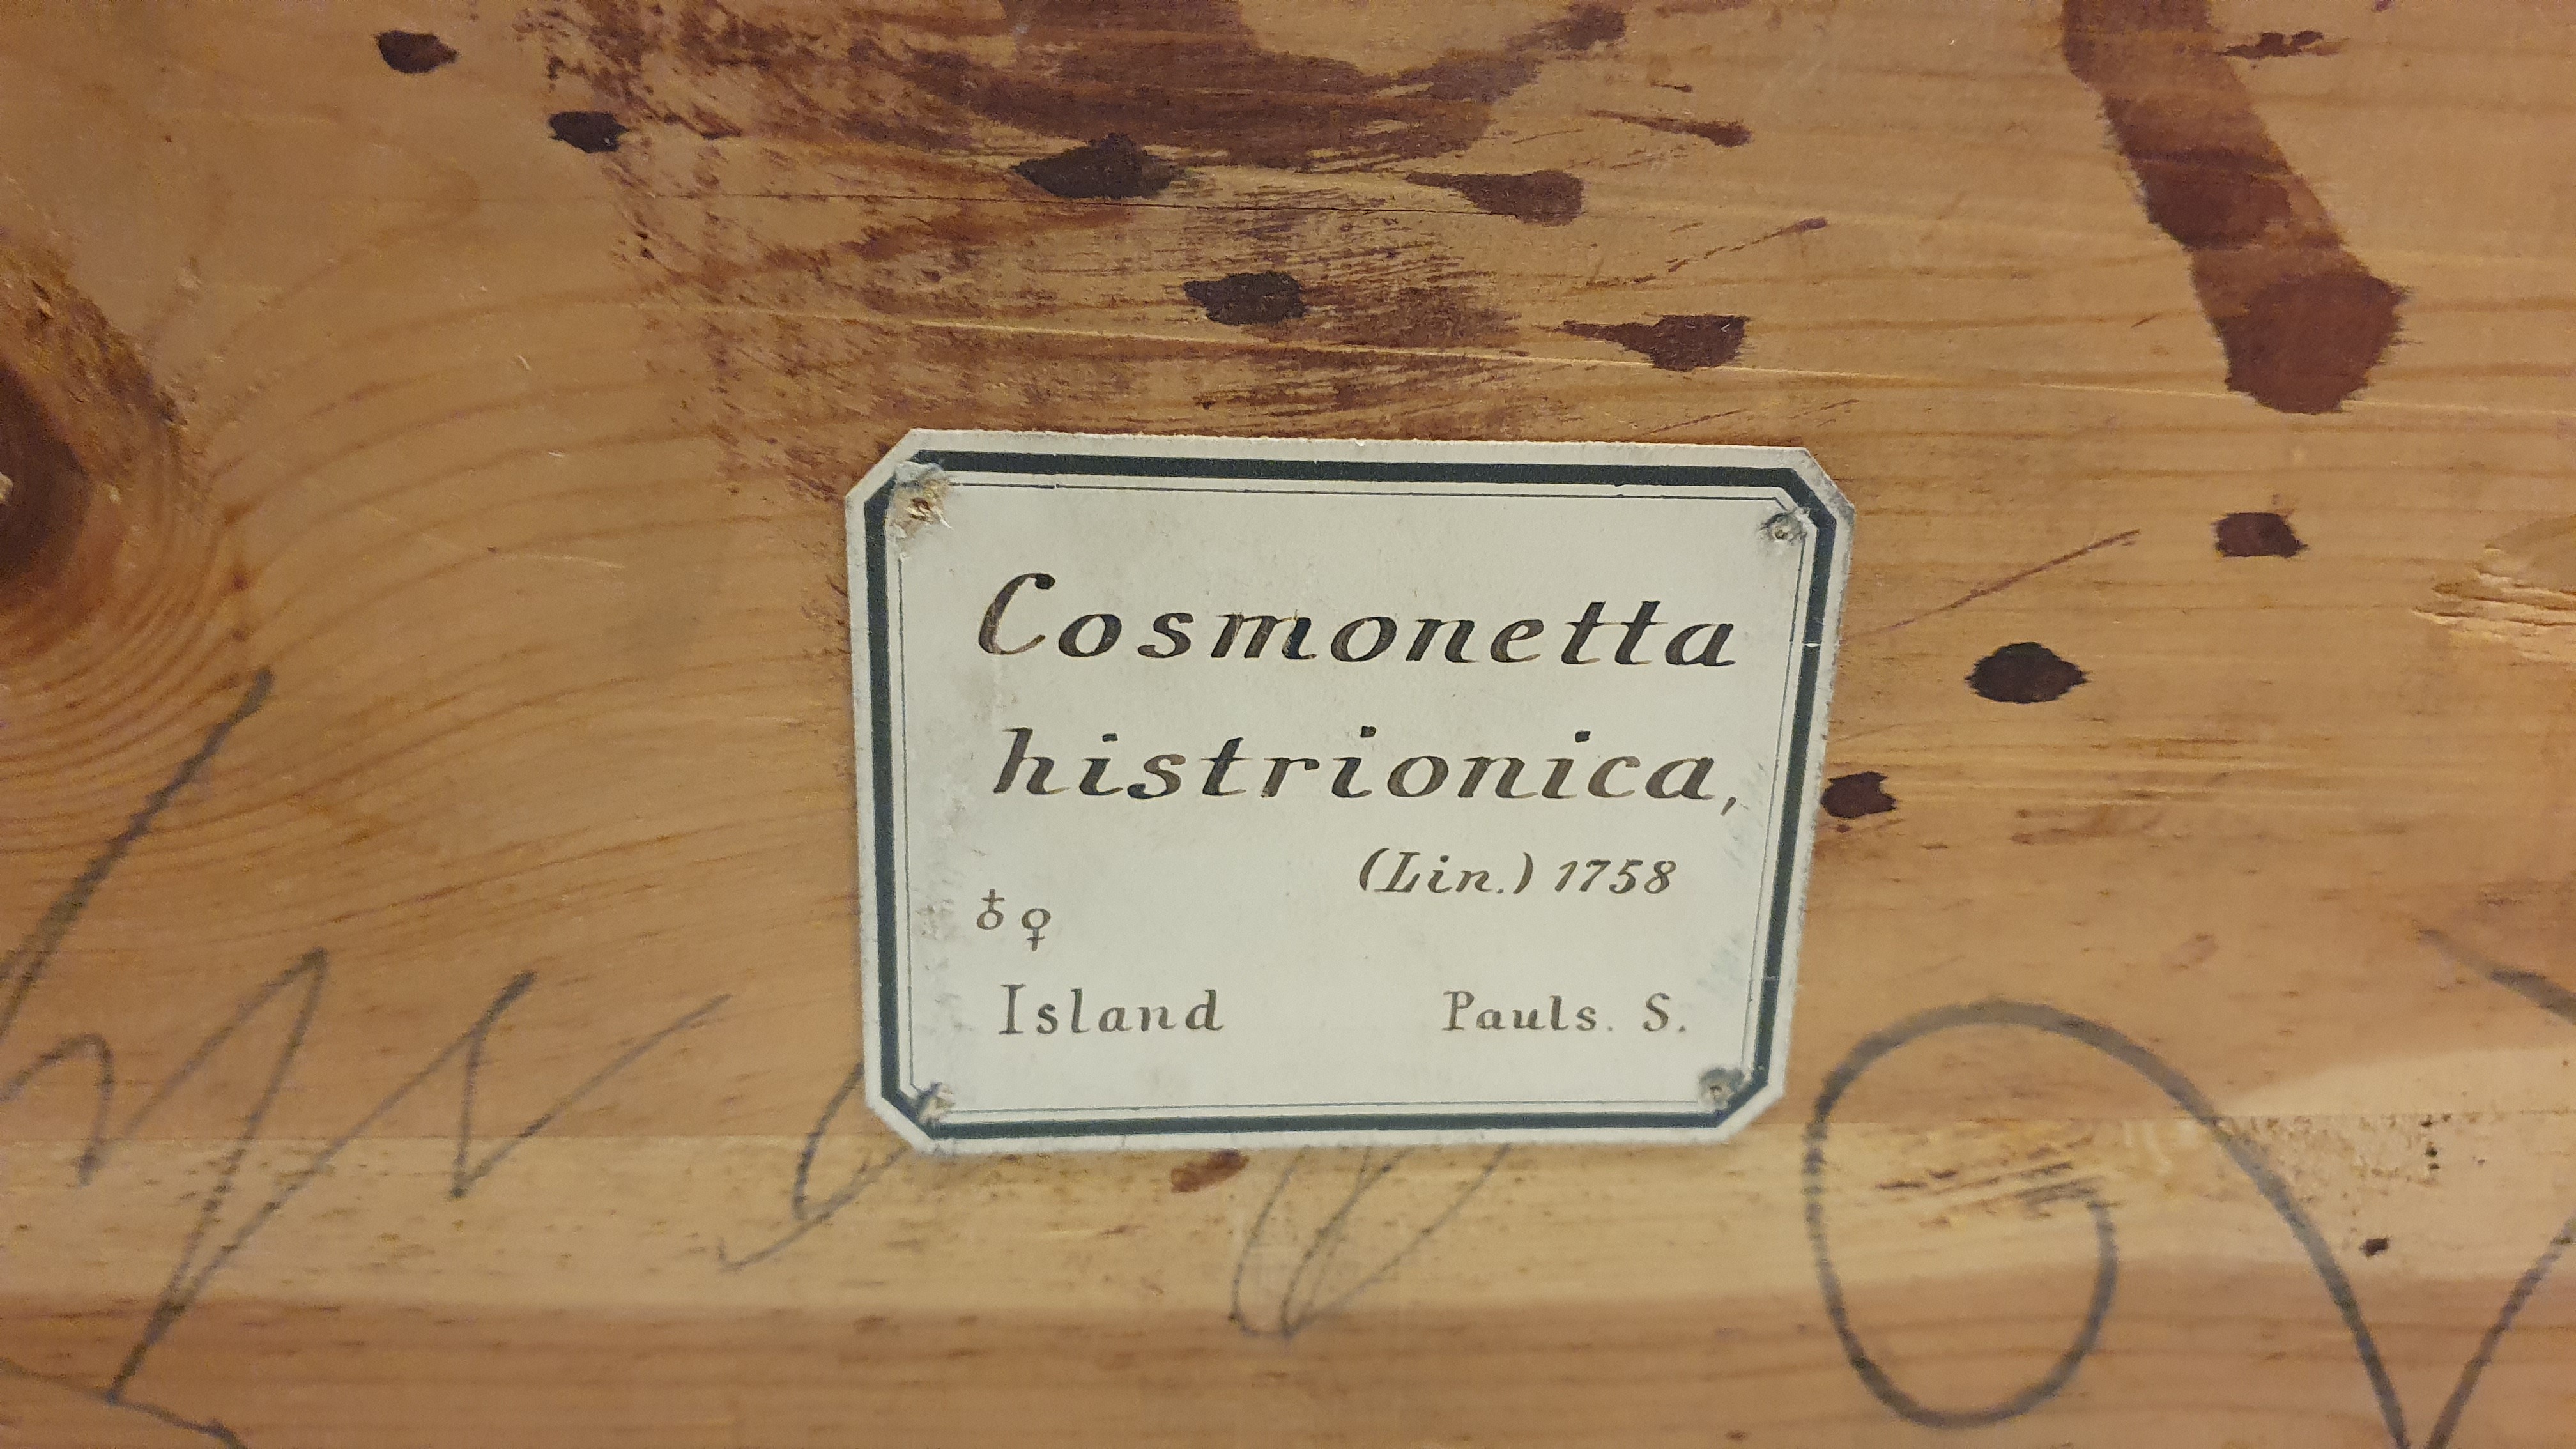 Cosmonetta
histrionica,
(Lin.) 1758
♁ ♀
Island Pauls. S.